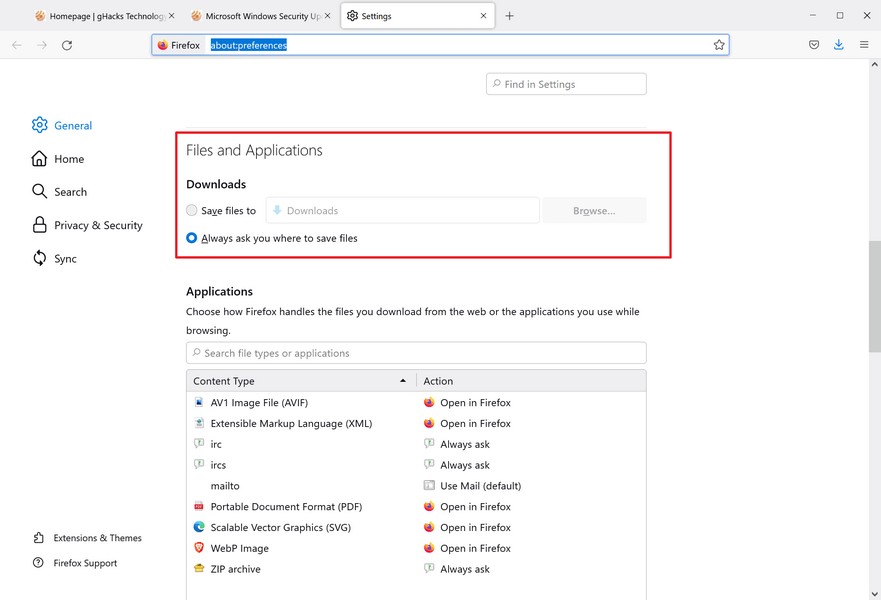 Homepage | gHacks Technology
Microsoft Windows Security Up
Settings
Firefox
about:preferences
Find in Settings
General
Home
Search
Privacy & Security
Sync
Extensions & Themes
Firefox Support
Files and Applications
Downloads
Save files to
Downloads
Browse...
Always ask you where to save files
Applications
Choose how Firefox handles the files you download from the web or the applications you use while
browsing.
Search file types or applications
Content Type Action
AV1 Image File (AVIF) Open in Firefox
Extensible Markup Language (XML) Open in Firefox
irc Always ask
ircs Always ask
mailto Use Mail (default)
Portable Document Format (PDF) Open in Firefox
Scalable Vector Graphics (SVG) Open in Firefox
WebP Image Open in Firefox
ZIP archive Always ask